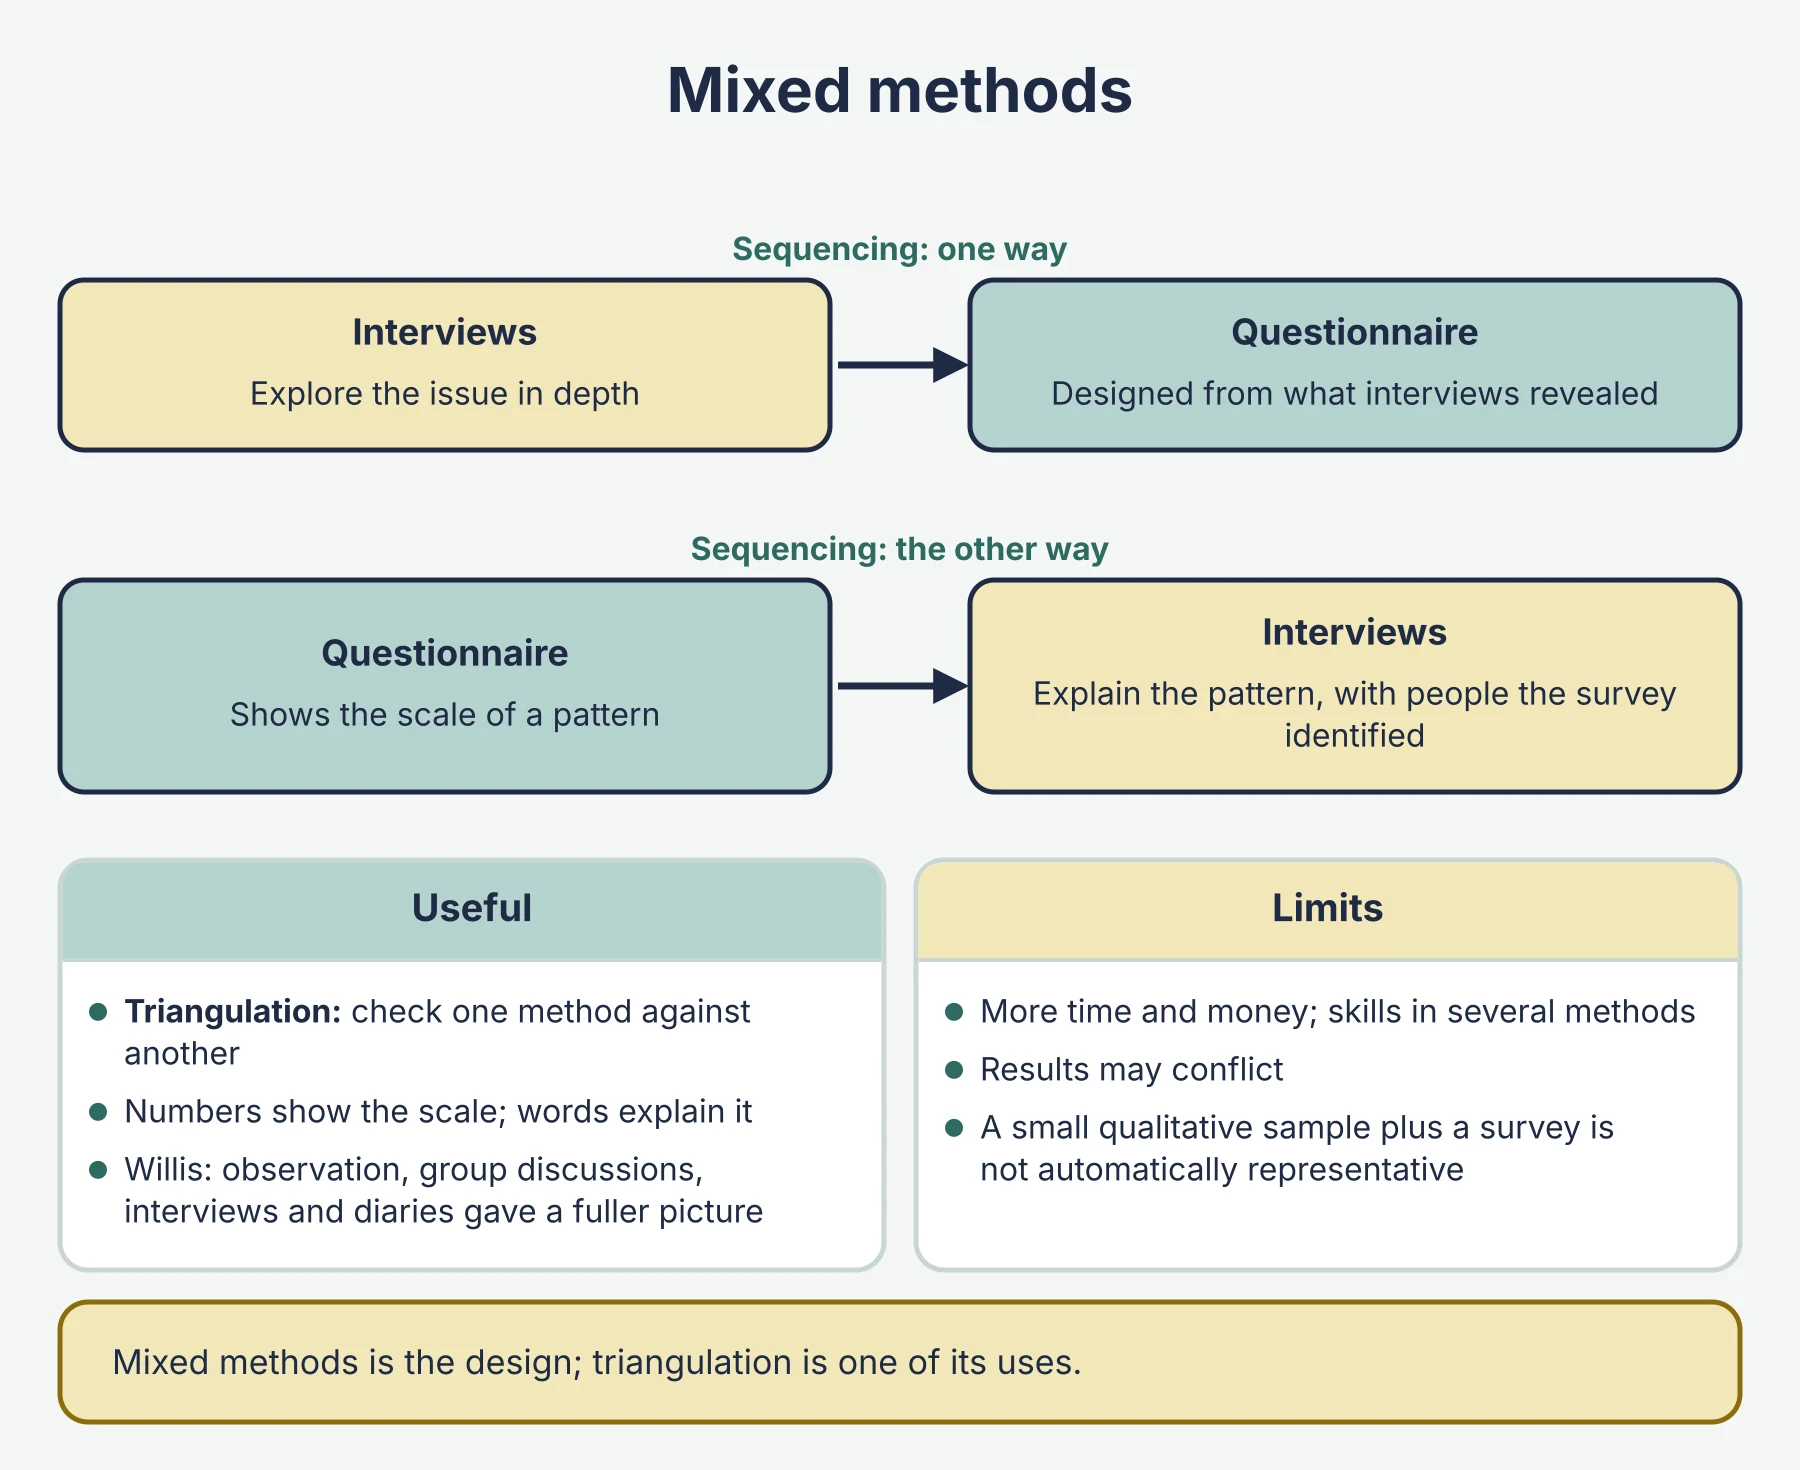 Mixed methods
Sequencing: one way
Interviews
Explore the issue in depth
Questionnaire
Designed from what interviews revealed
Sequencing: the other way
Questionnaire
Shows the scale of a pattern
Interviews
Explain the pattern, with people the survey
identified
Useful
Triangulation: check one method against
another
Numbers show the scale; words explain it
Willis: observation, group discussions,
interviews and diaries gave a fuller picture
Limits
More time and money; skills in several methods
Results may conflict
A small qualitative sample plus a survey is
not automatically representative
Mixed methods is the design; triangulation is one of its uses.